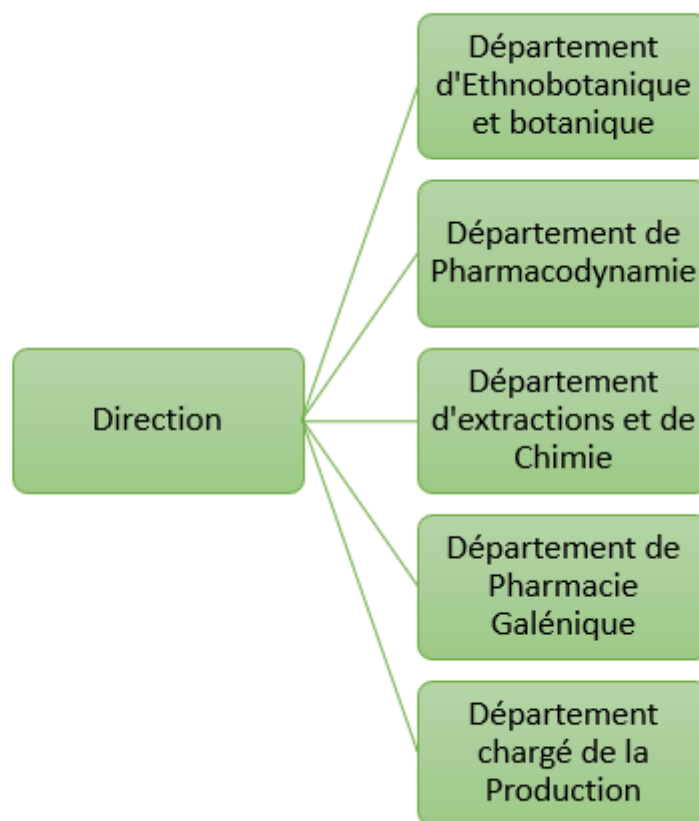 Direction
Département
d'Ethnobotanique
et botanique
Département de
Pharmacodynamie
Département
d'extractions et de
Chimie
Département de
Pharmacie
Galénique
Département
chargé de la
Production